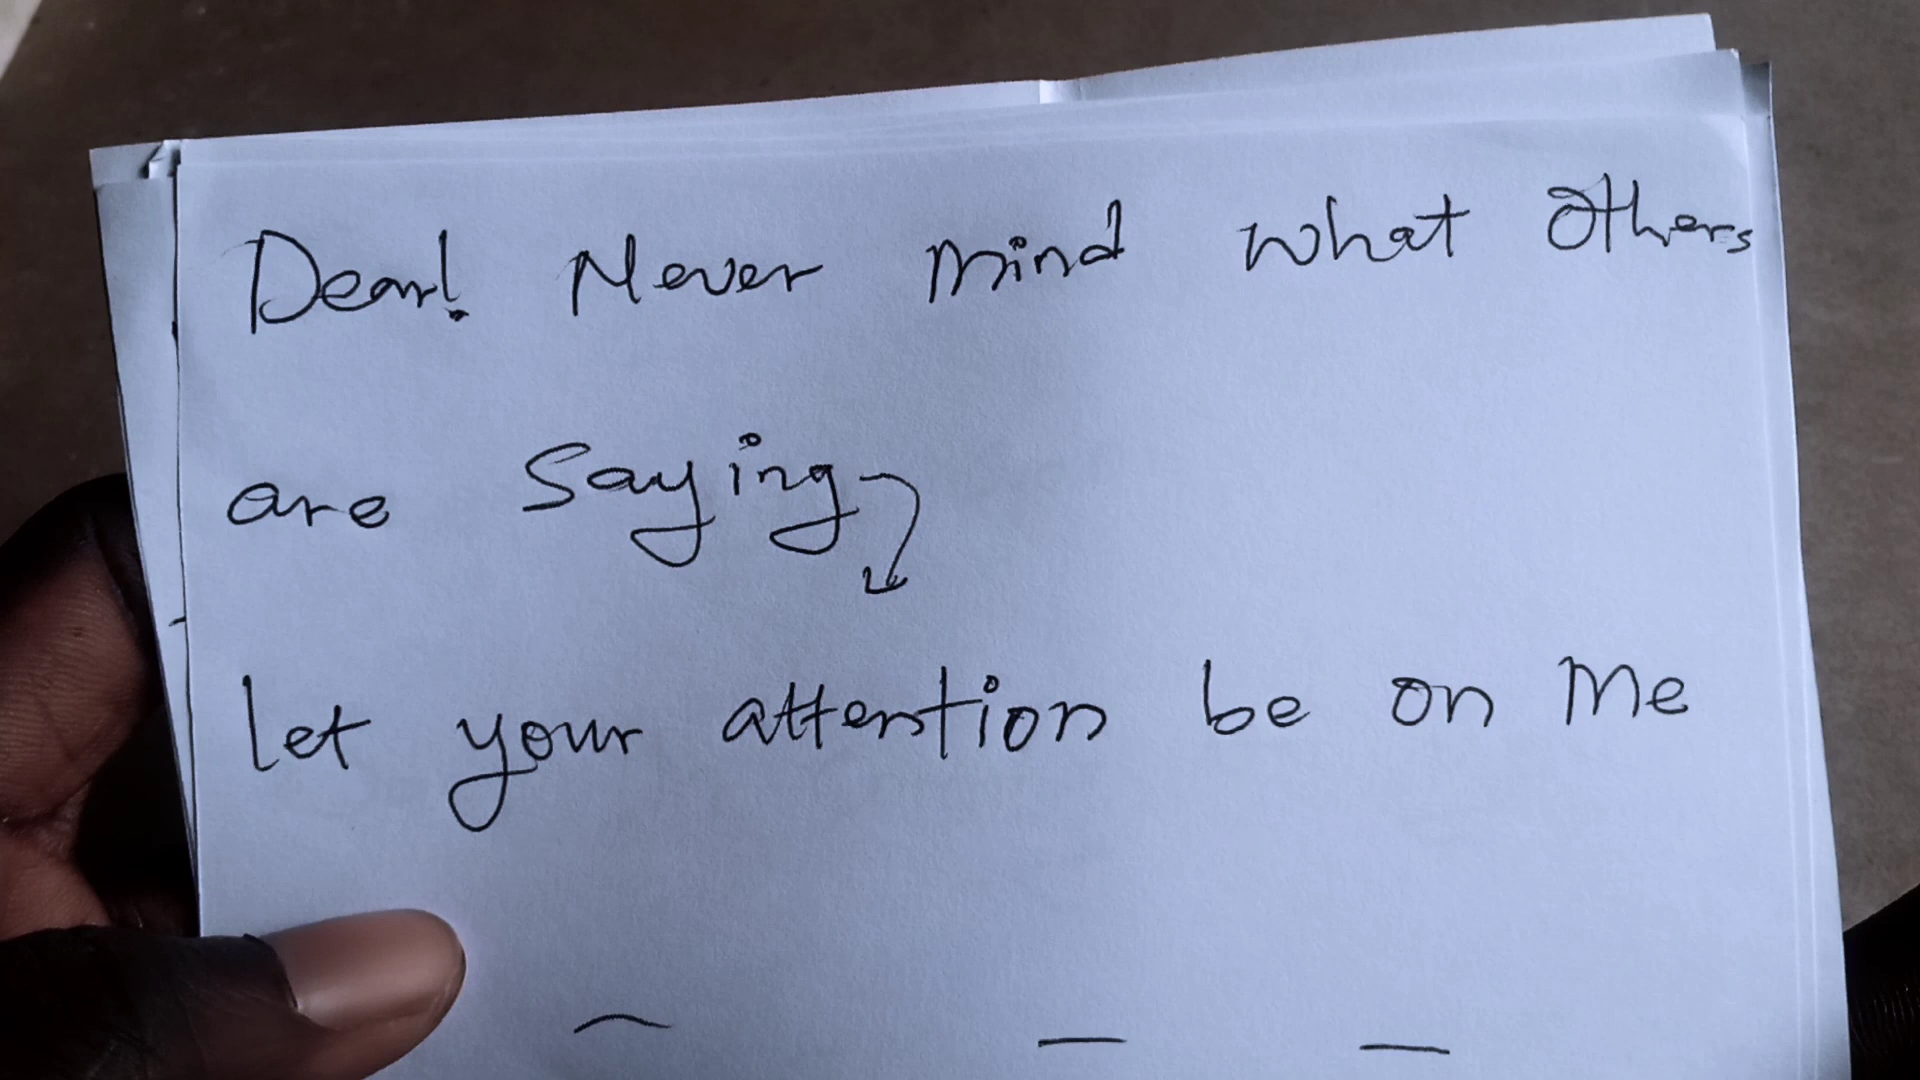 Dear! Never mind what others
are saying
let your attention be on me